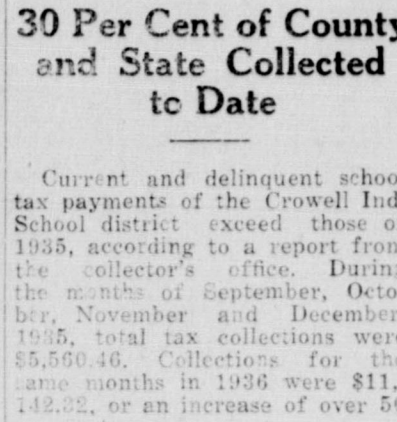 30 Per Cent of County
and State Collected
to Date
Current and delinquent schoo
tax payments of the Crowell Ind
School district exceed those o
1935, according to a report from
the collector's office. Durin
the months of September, Octo
ber, November and December
1935, total tax collections wer
$5,560.46. Collections for th
same months in 1936 were $11,
142.32, or an increase of over 5